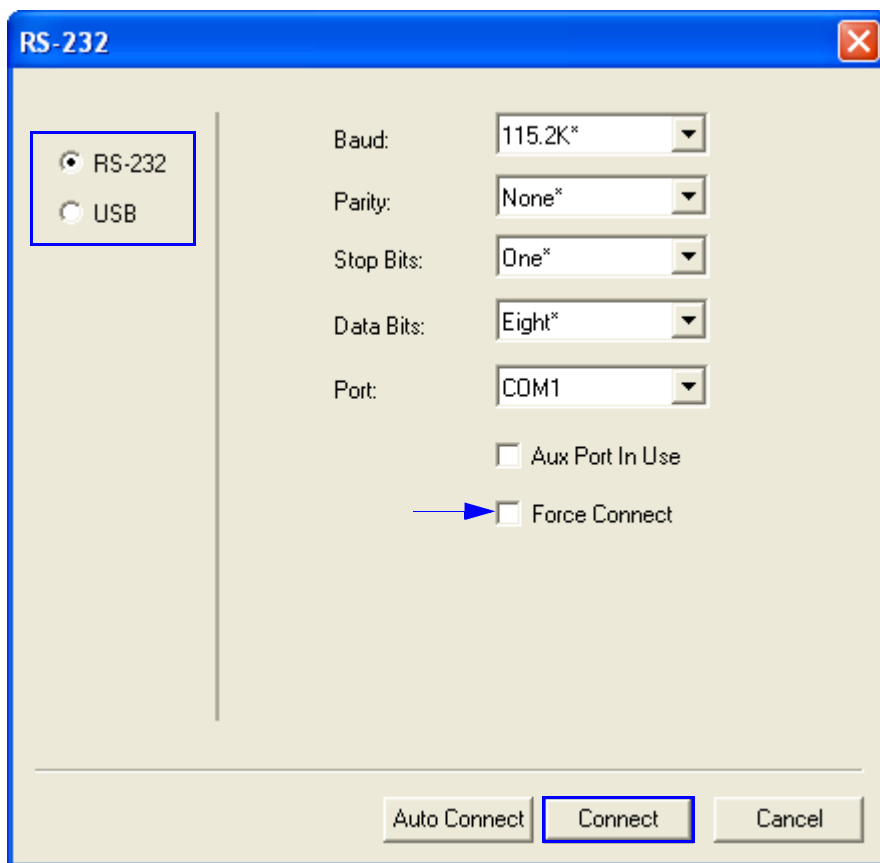 RS-232
RS-232
USB
Baud: 115.2K*
Parity: None*
Stop Bits: One*
Data Bits: Eight*
Port: COM1
Aux Port In Use
Force Connect
Auto Connect Connect Cancel